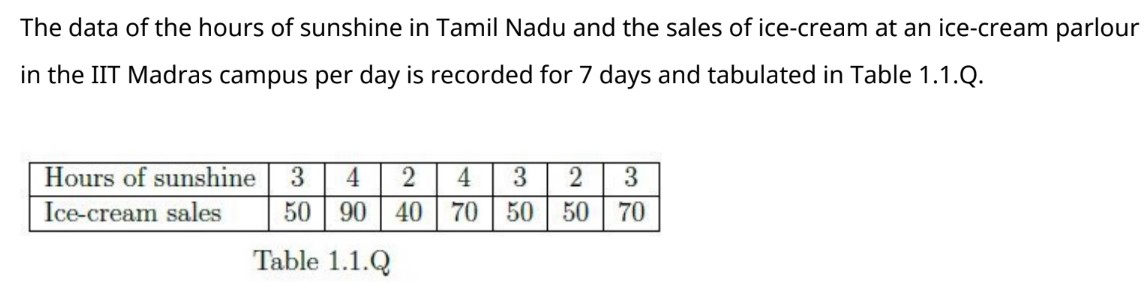 The data of the hours of sunshine in Tamil Nadu and the sales of ice-cream at an ice-cream parlour
in the IIT Madras campus per day is recorded for 7 days and tabulated in Table 1.1.Q.
Hours of sunshine 3 4 2 4 3 2 3
Ice-cream sales 50 90 40 70 50 50 70
Table 1.1.Q